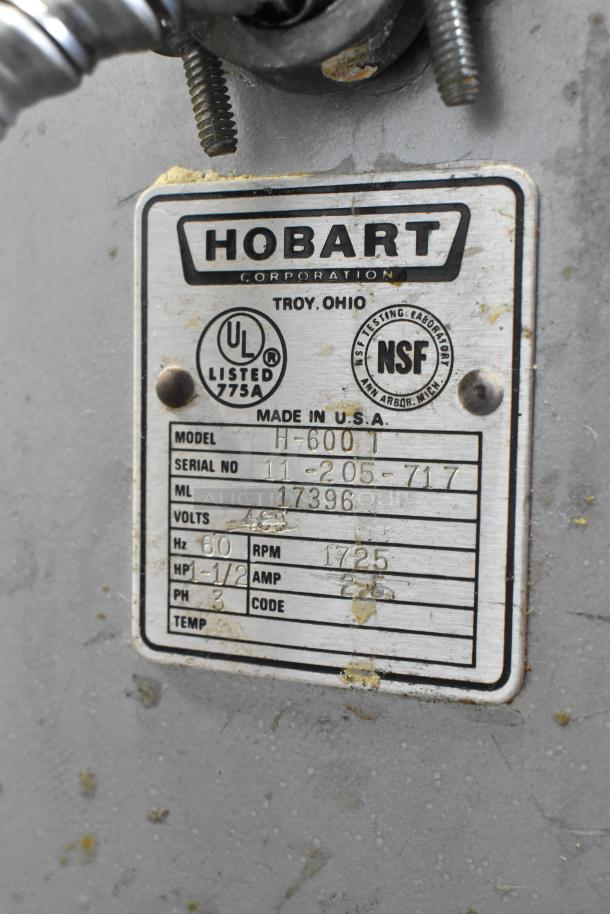 HOBART
CORPORATION
TROY, OHIO
UL ®
LISTED
775A
NSF TESTING LABORATORY
NSF
ANN ARBOR, MICH.
MADE IN U.S.A.
MODEL H-600 T
SERIAL NO 11-205-717
ML 17396
VOLTS
Hz 60 RPM 1725
HP 1-1/2 AMP
PH 3 CODE
TEMP